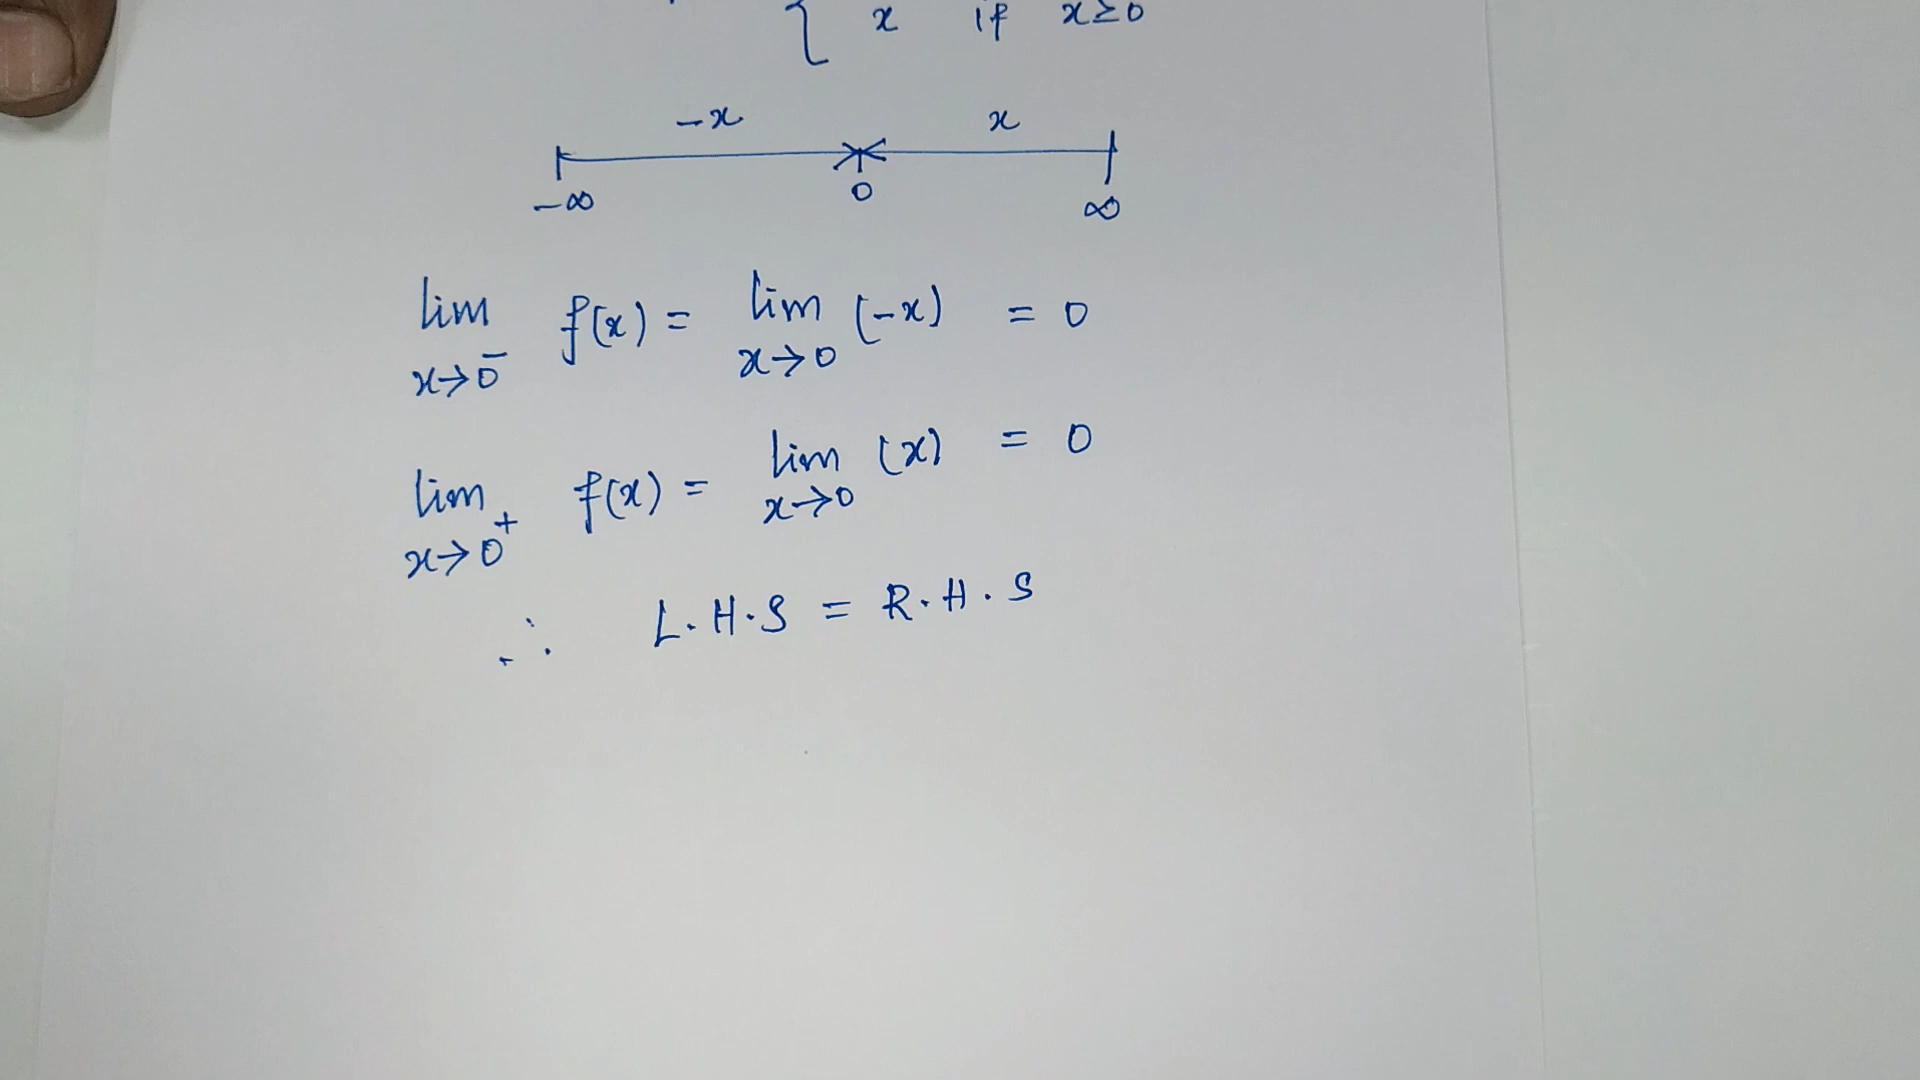 { x if x≥0
-x x
-∞ 0 ∞
lim x→0⁻ f(x) = lim x→0 (-x) = 0
lim x→0⁺ f(x) = lim x→0 (x) = 0
∴ L.H.S = R.H.S